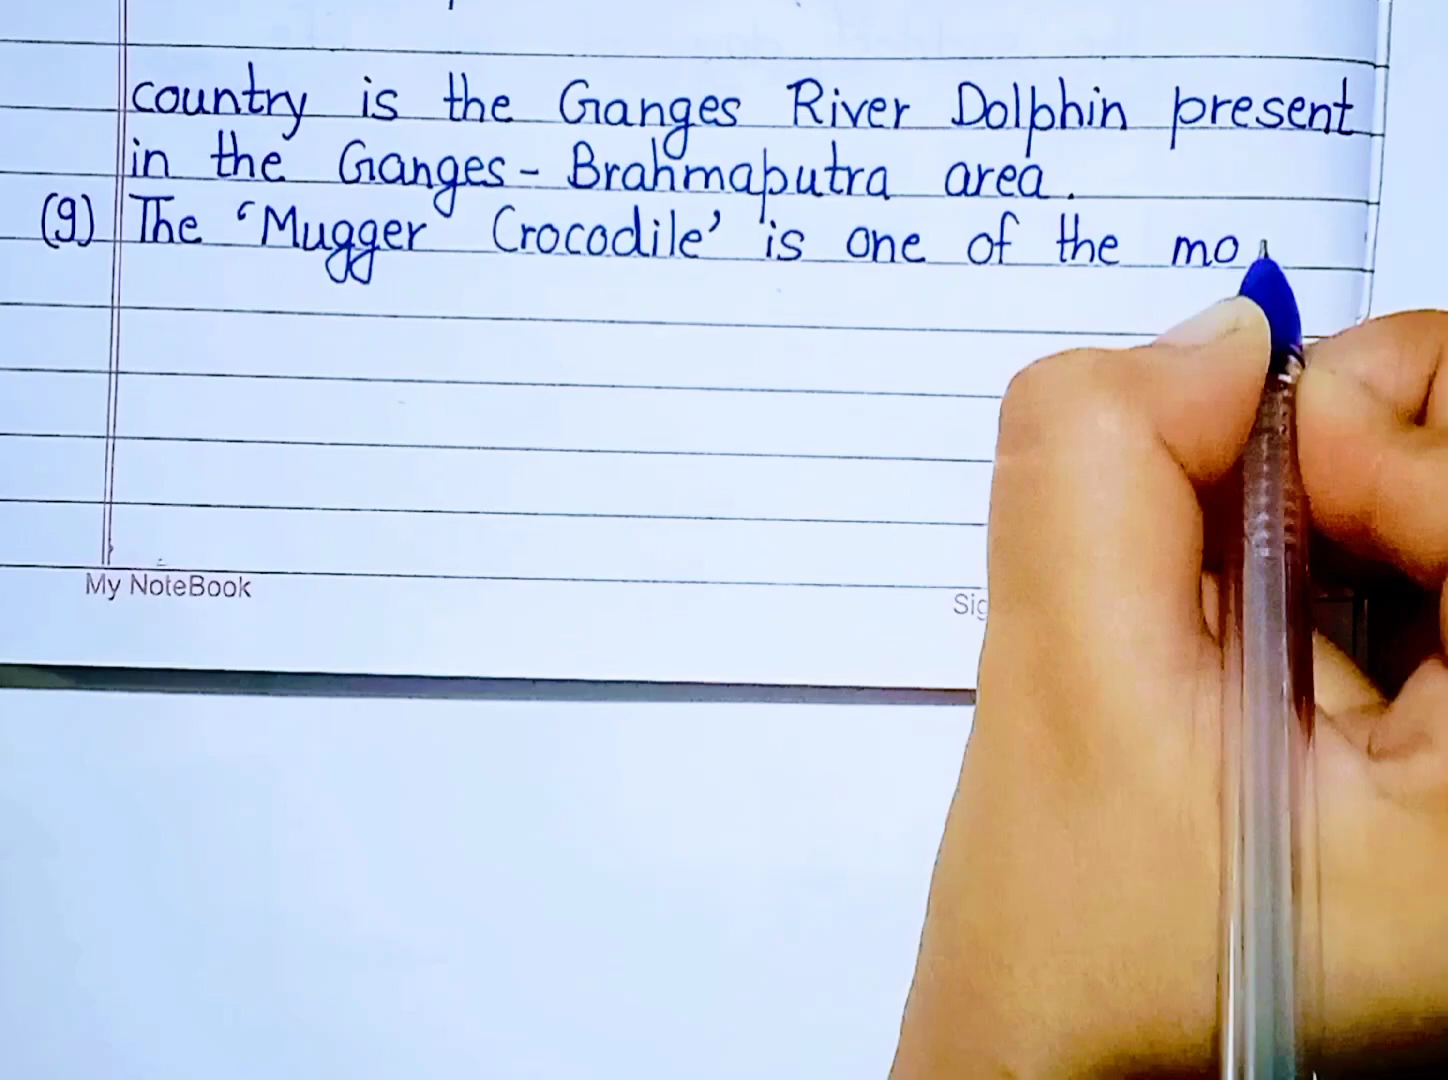 country is the Ganges River Dolphin present
in the Ganges - Brahmaputra area.
(9) The 'Mugger Crocodile' is one of the mo
My NoteBook
Sig